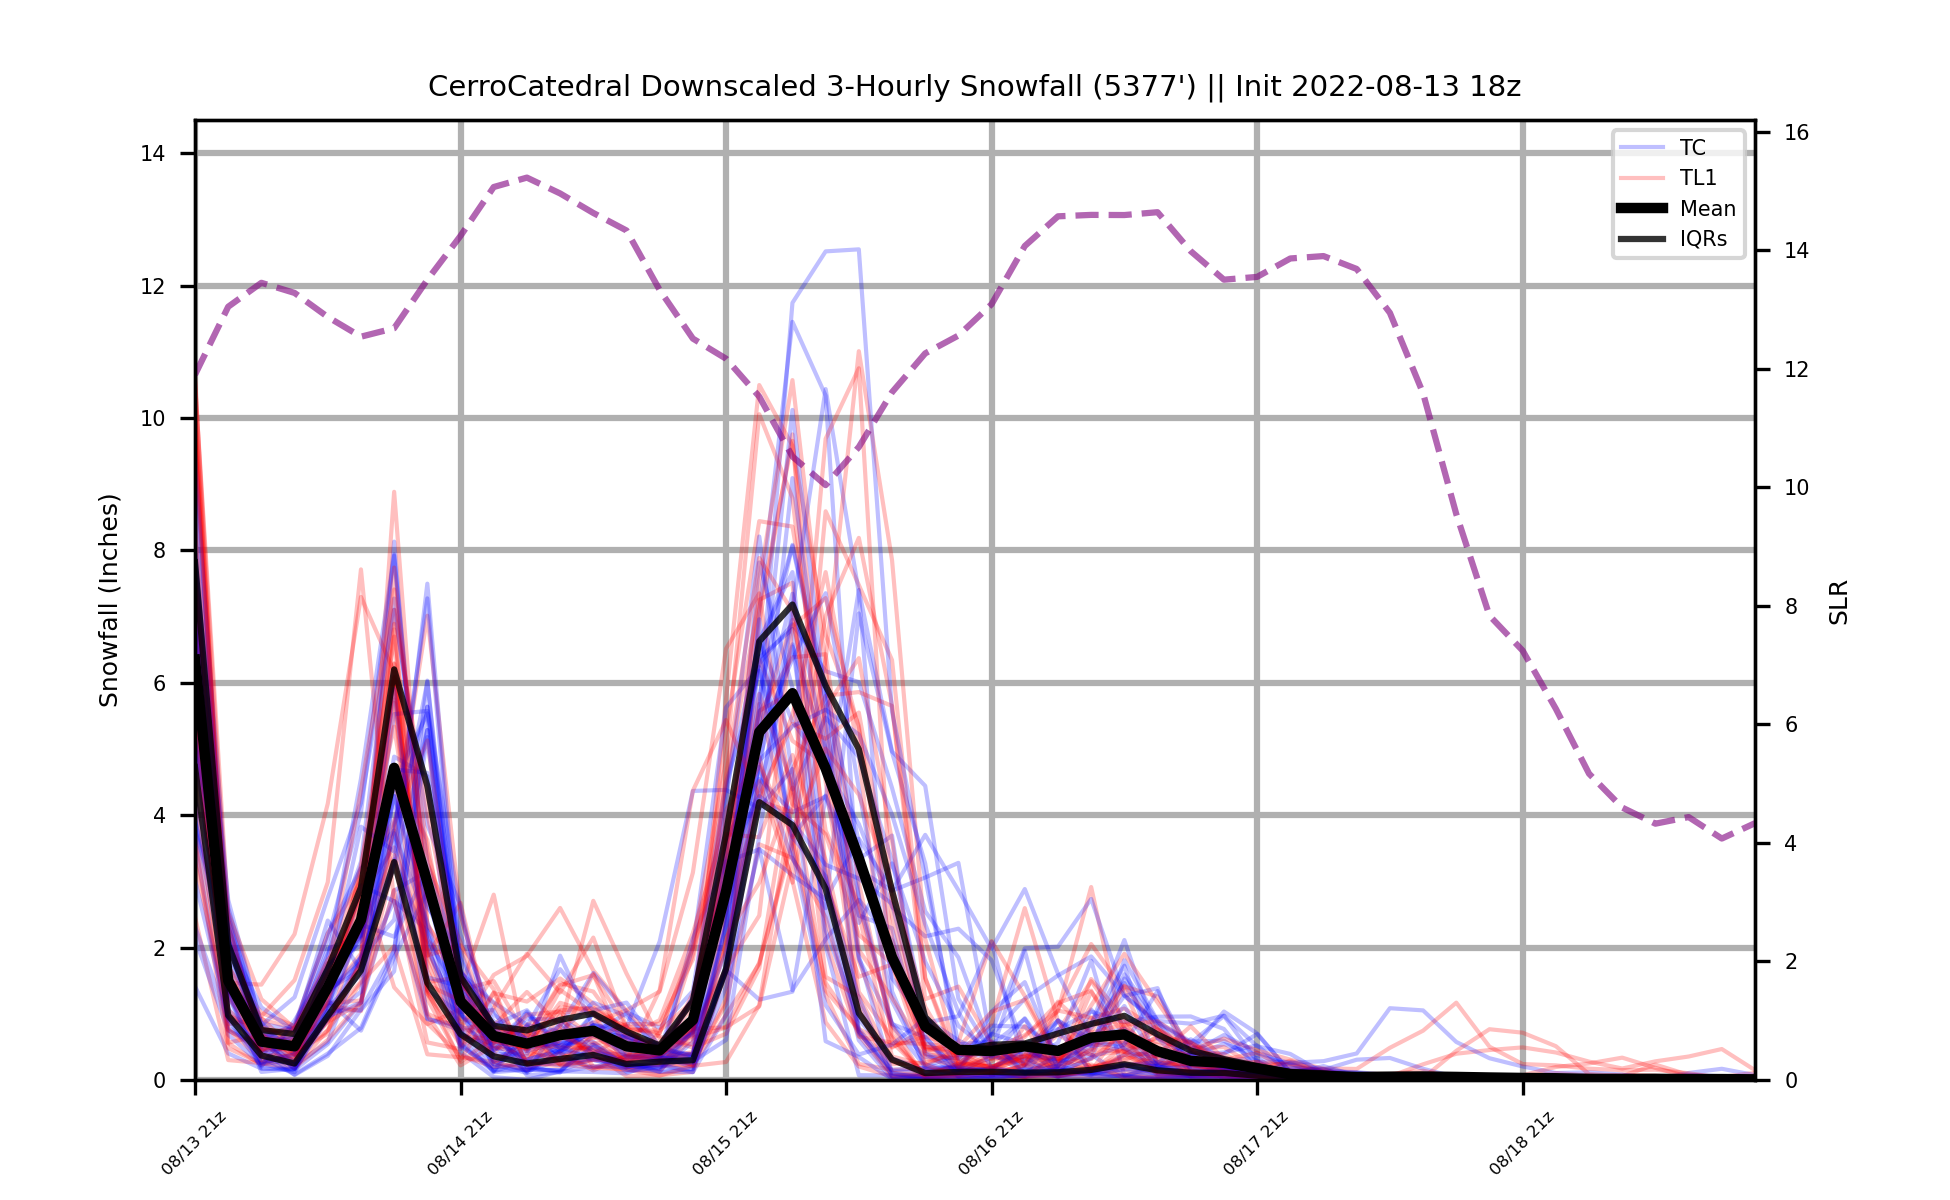 CerroCatedral Downscaled 3-Hourly Snowfall (5377') || Init 2022-08-13 18z
TC
TL1
Mean
IQRs
Snowfall (Inches)
14
12
10
8
6
4
2
0
16
14
12
10
8
6
4
2
0
SLR
08/13 21z
08/14 21z
08/15 21z
08/16 21z
08/17 21z
08/18 21z